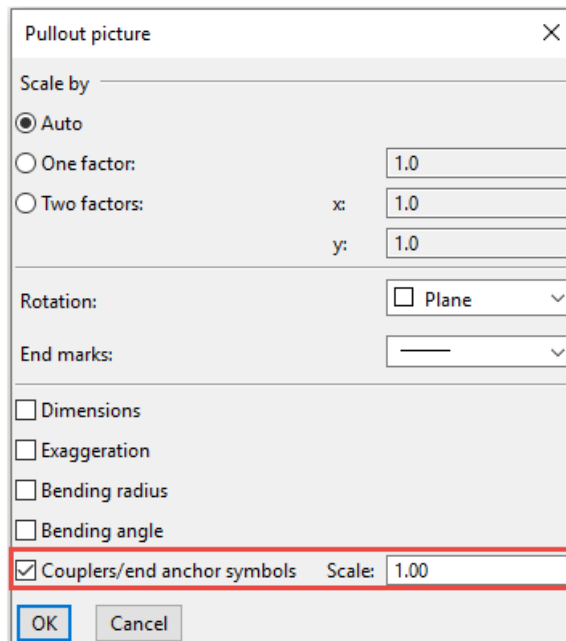 Pullout picture
Scale by
Auto
One factor: 1.0
Two factors: x: 1.0
y: 1.0
Rotation: Plane
End marks:
Dimensions
Exaggeration
Bending radius
Bending angle
Couplers/end anchor symbols Scale: 1.00
OK Cancel